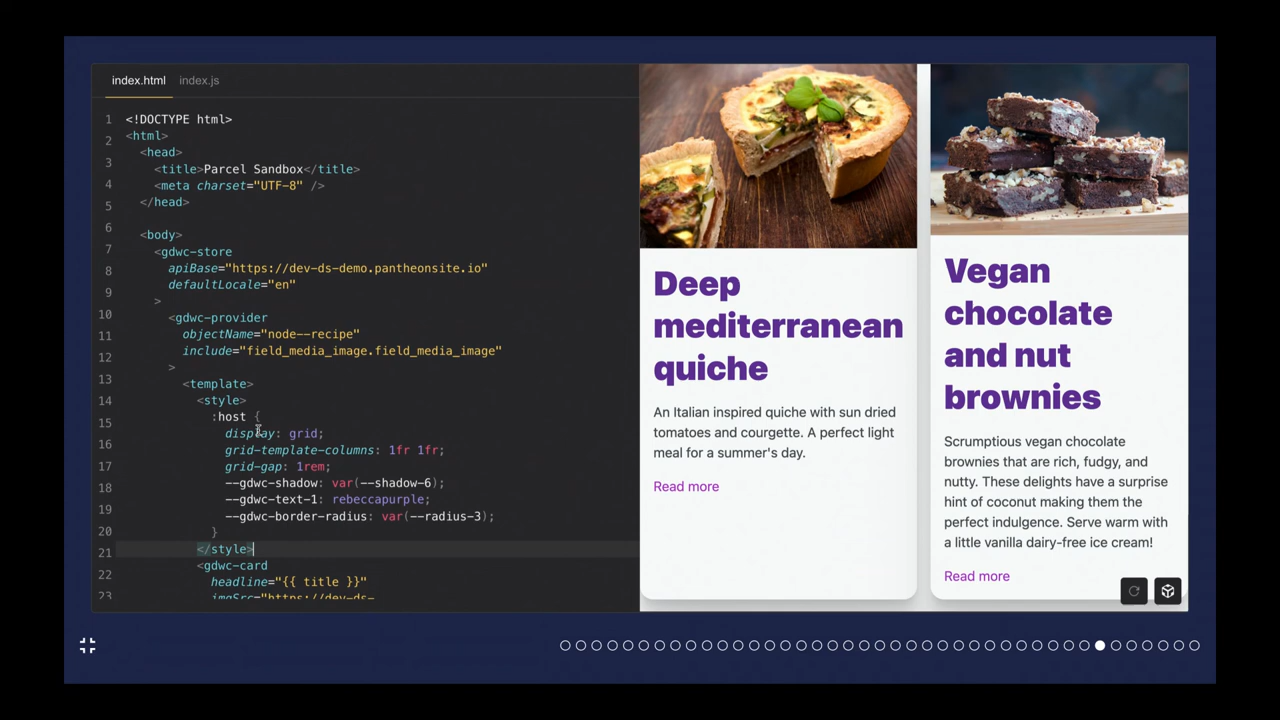 index.html index.js
1 <!DOCTYPE html>
2 <html>
3 <head>
4 <title>Parcel Sandbox</title>
5 <meta charset="UTF-8" />
6 </head>
7
8 <body>
9 <gdwc-store
10 apiBase="https://dev-ds-demo.pantheonsite.io"
11 defaultLocale="en"
12 >
13 <gdwc-provider
14 objectName="node--recipe"
15 include="field_media_image.field_media_image"
16 >
17 <template>
18 <style>
19 :host {
20 display: grid;
21 grid-template-columns: 1fr 1fr;
22 grid-gap: 1rem;
23 --gdwc-shadow: var(--shadow-6);
--gdwc-text-1: rebeccapurple;
--gdwc-border-radius: var(--radius-3);
}
</style>
<gdwc-card
headline="{{ title }}"
imgSrc="https://dev-ds-
Deep
mediterranean
quiche
An Italian inspired quiche with sun dried
tomatoes and courgette. A perfect light
meal for a summer's day.
Read more
Vegan
chocolate
and nut
brownies
Scrumptious vegan chocolate
brownies that are rich, fudgy, and
nutty. These delights have a surprise
hint of coconut making them the
perfect indulgence. Serve warm with
a little vanilla dairy-free ice cream!
Read more